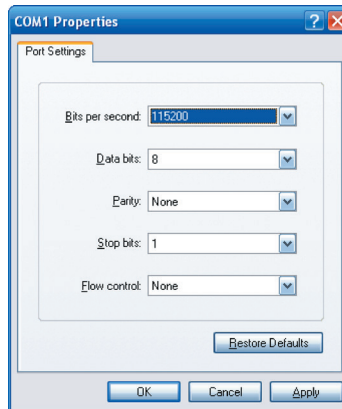 COM1 Properties
Port Settings
Bits per second: 115200
Data bits: 8
Parity: None
Stop bits: 1
Flow control: None
Restore Defaults
OK Cancel Apply